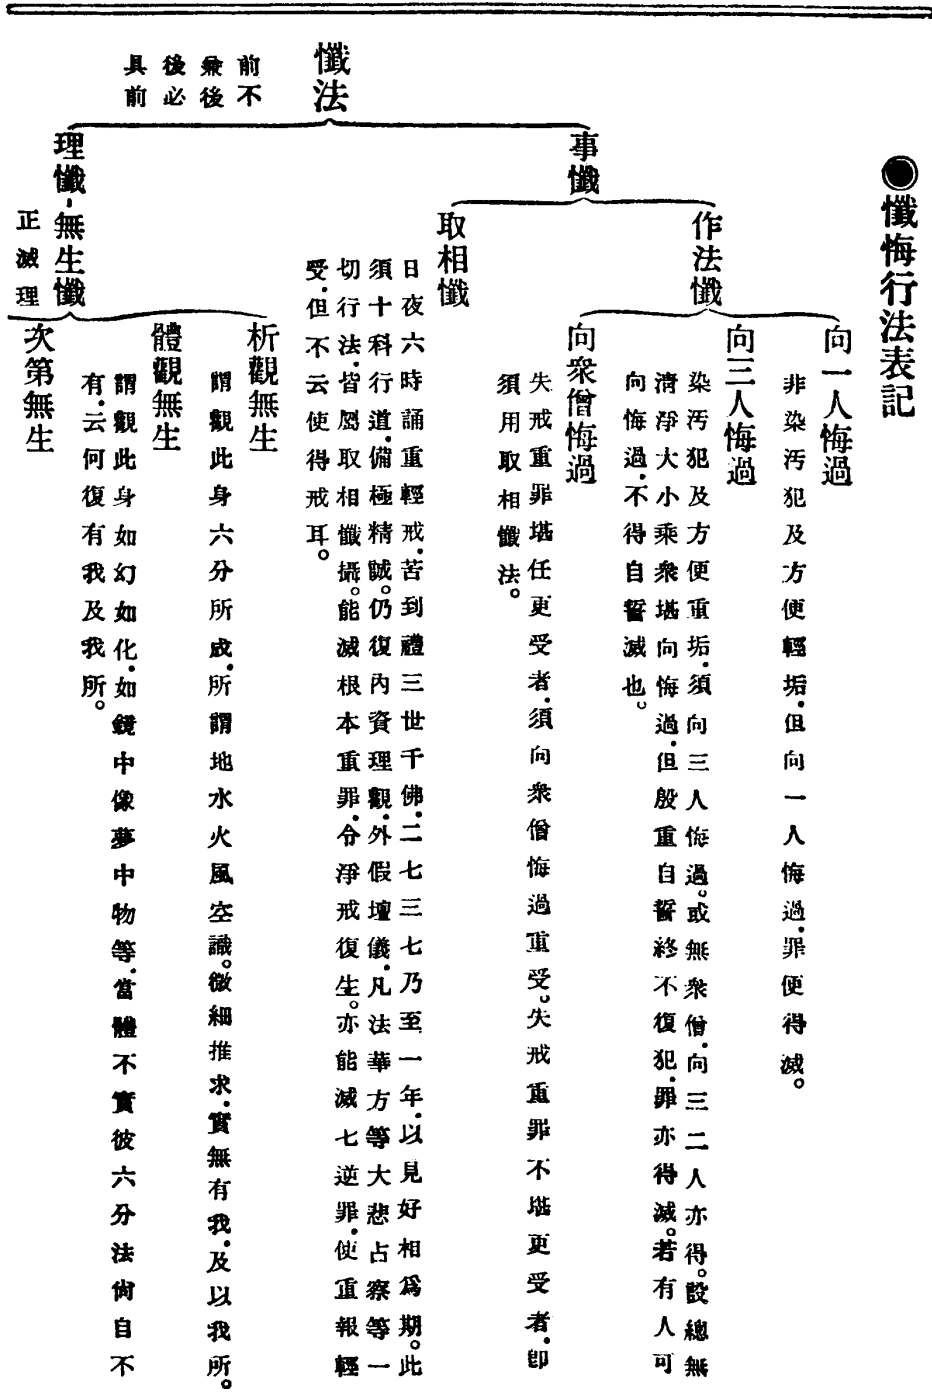 ●懺悔行法表記
懺法
前不
兼後
後必
具前
事懺
作法懺
向一人悔過
非染汚犯及方便輕垢.但向一人悔過.罪便得滅。
向三人悔過
染汚犯及方便重垢.須向三人悔過。或無衆僧.向三二人亦得。設總無
清淨大小乘衆堪向悔過.但殷重自誓終不復犯.罪亦得滅。若有人可
向悔過.不得自誓滅也。
向衆僧悔過
失戒重罪堪任更受者.須向衆僧悔過重受。失戒重罪不堪更受者.卽
須用取相懺法。
取相懺
日夜六時誦重輕戒.苦到禮三世千佛.二七三七乃至一年.以見好相爲期。此
須十科行道.備極精誠。仍復內資理觀.外假壇儀.凡法華方等大悲占察等一
切行法.皆屬取相懺攝。能滅根本重罪.令淨戒復生。亦能滅七逆罪.使重報輕
受.但不云使得戒耳。
理懺.無生懺
正滅理
析觀無生
謂觀此身六分所成.所謂地水火風空識。微細推求.實無有我.及以我所。
體觀無生
謂觀此身如幻如化.如鏡中像夢中物等.當體不實彼六分法尙自不
有.云何復有我及我所。
次第無生